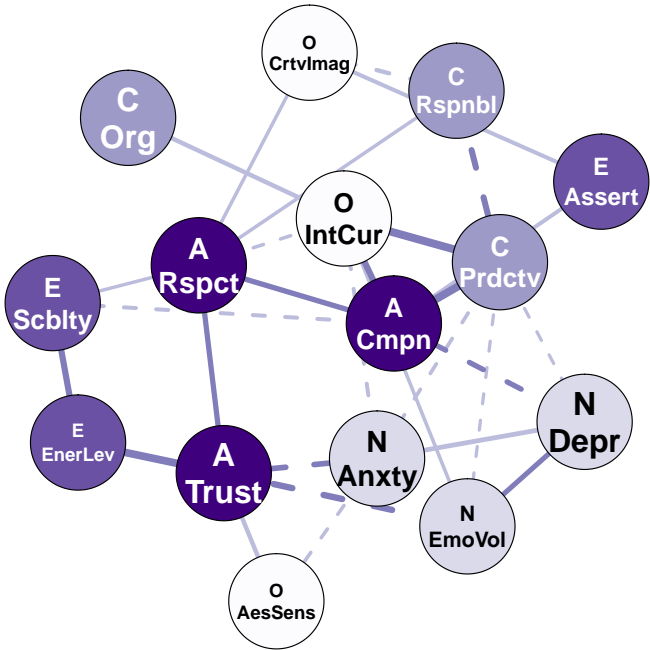 O
CrtvImag
C
Rspnbl
C
Org
E
Assert
O
IntCur
A
Rspct
C
Prdctv
E
Scblty
A
Cmpn
N
Depr
E
EnerLev
N
Anxty
A
Trust
N
EmoVol
O
AesSens